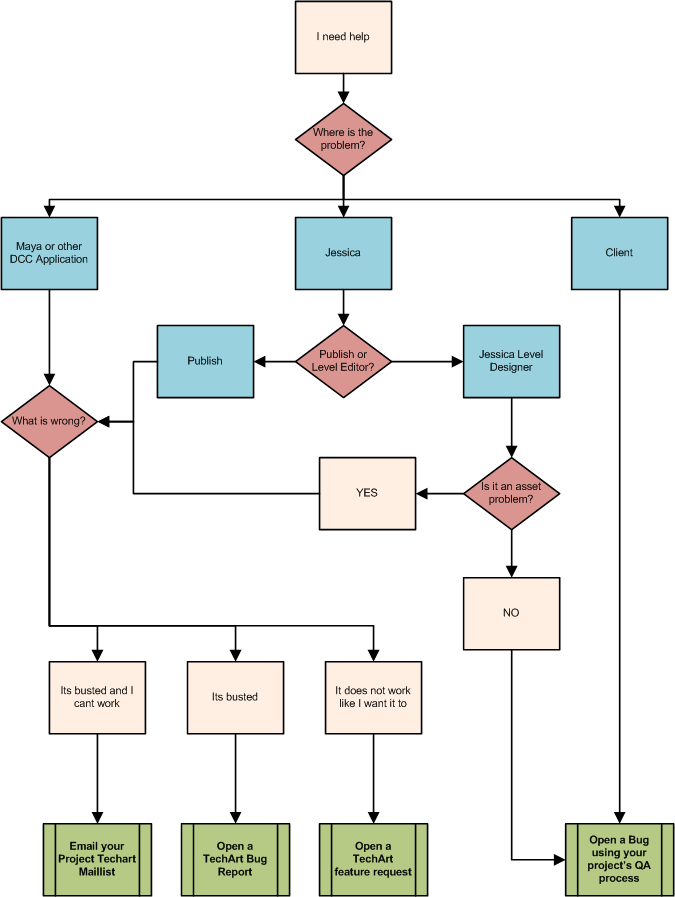 I need help
Where is the
problem?
Maya or other
DCC Application
Jessica
Client
Publish
Publish or
Level Editor?
Jessica Level
Designer
What is wrong?
YES
Is it an asset
problem?
NO
Its busted and I
cant work
Its busted
It does not work
like I want it to
Email your
Project Techart
Maillist
Open a
TechArt Bug
Report
Open a
TechArt
feature request
Open a Bug
using your
project's QA
process